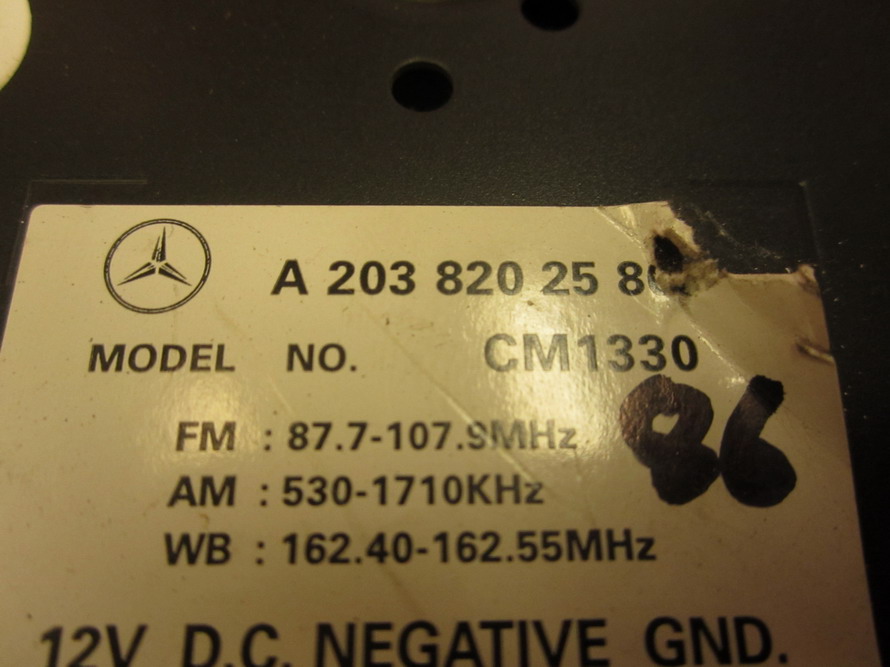 A 203 820 25
MODEL NO. CM1330
FM : 87.7-107.9MHz
86
AM : 530-1710KHz
WB : 162.40-162.55MHz
12V D.C. NEGATIVE GND.